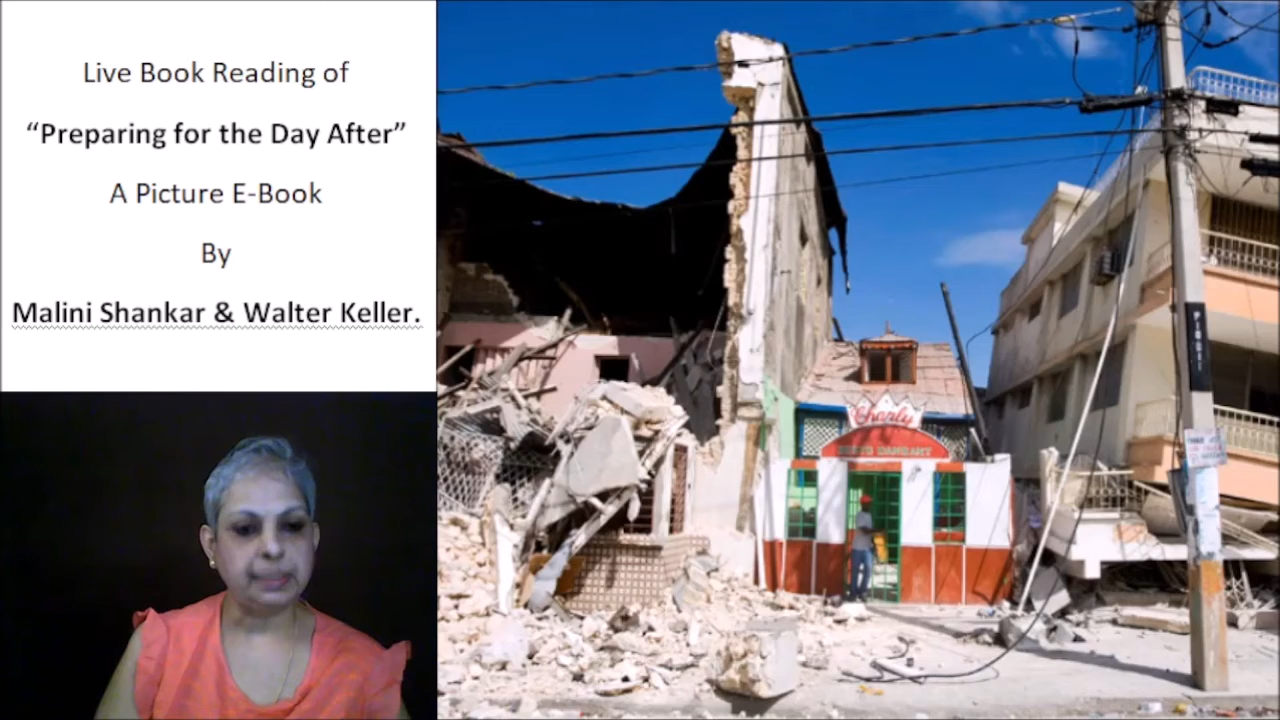 Live Book Reading of
“Preparing for the Day After”
A Picture E-Book
By
Malini Shankar & Walter Keller.
Charly